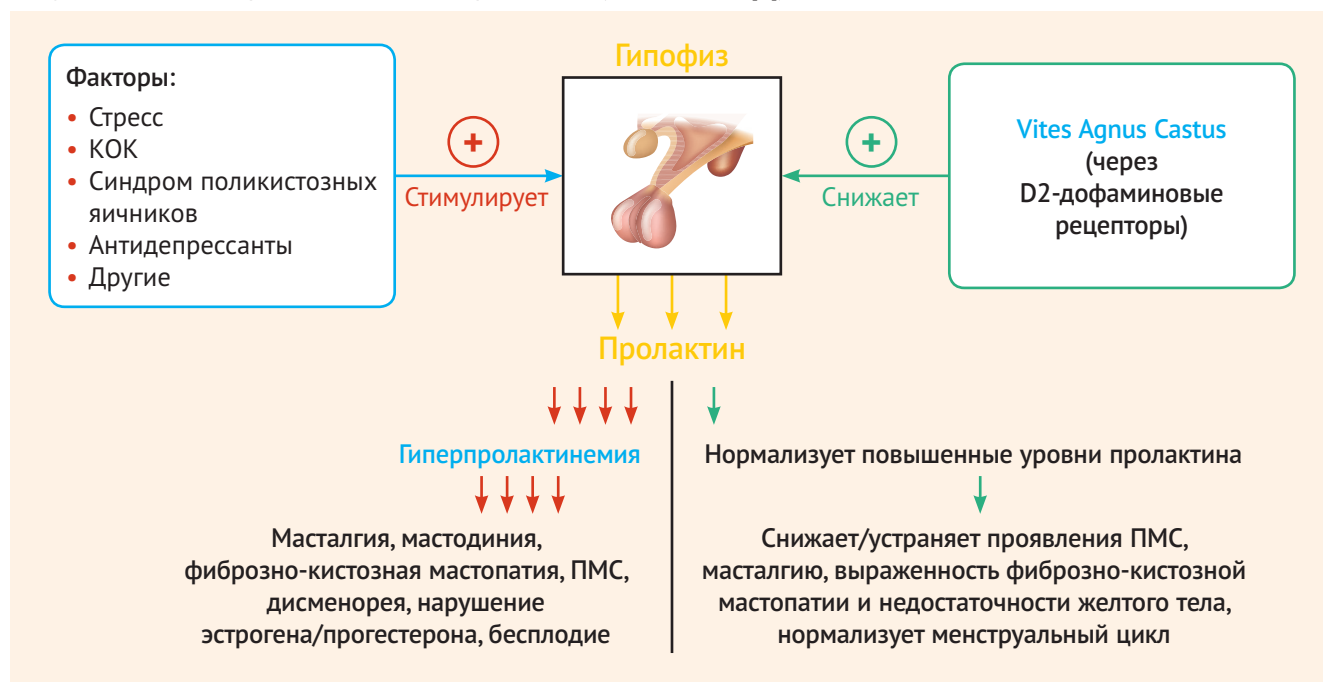 Гипофиз
Факторы:
• Стресс
• КОК
• Синдром поликистозных
яичников
• Антидепрессанты
• Другие
+
Стимулирует
+
Снижает
Vites Agnus Castus
(через
D2-дофаминовые
рецепторы)
Пролактин
Гиперпролактинемия
Масталгия, мастодиния,
фиброзно-кистозная мастопатия, ПМС,
дисменорея, нарушение
эстрогена/прогестерона, бесплодие
Нормализует повышенные уровни пролактина
Снижает/устраняет проявления ПМС,
масталгию, выраженность фиброзно-кистозной
мастопатии и недостаточности желтого тела,
нормализует менструальный цикл